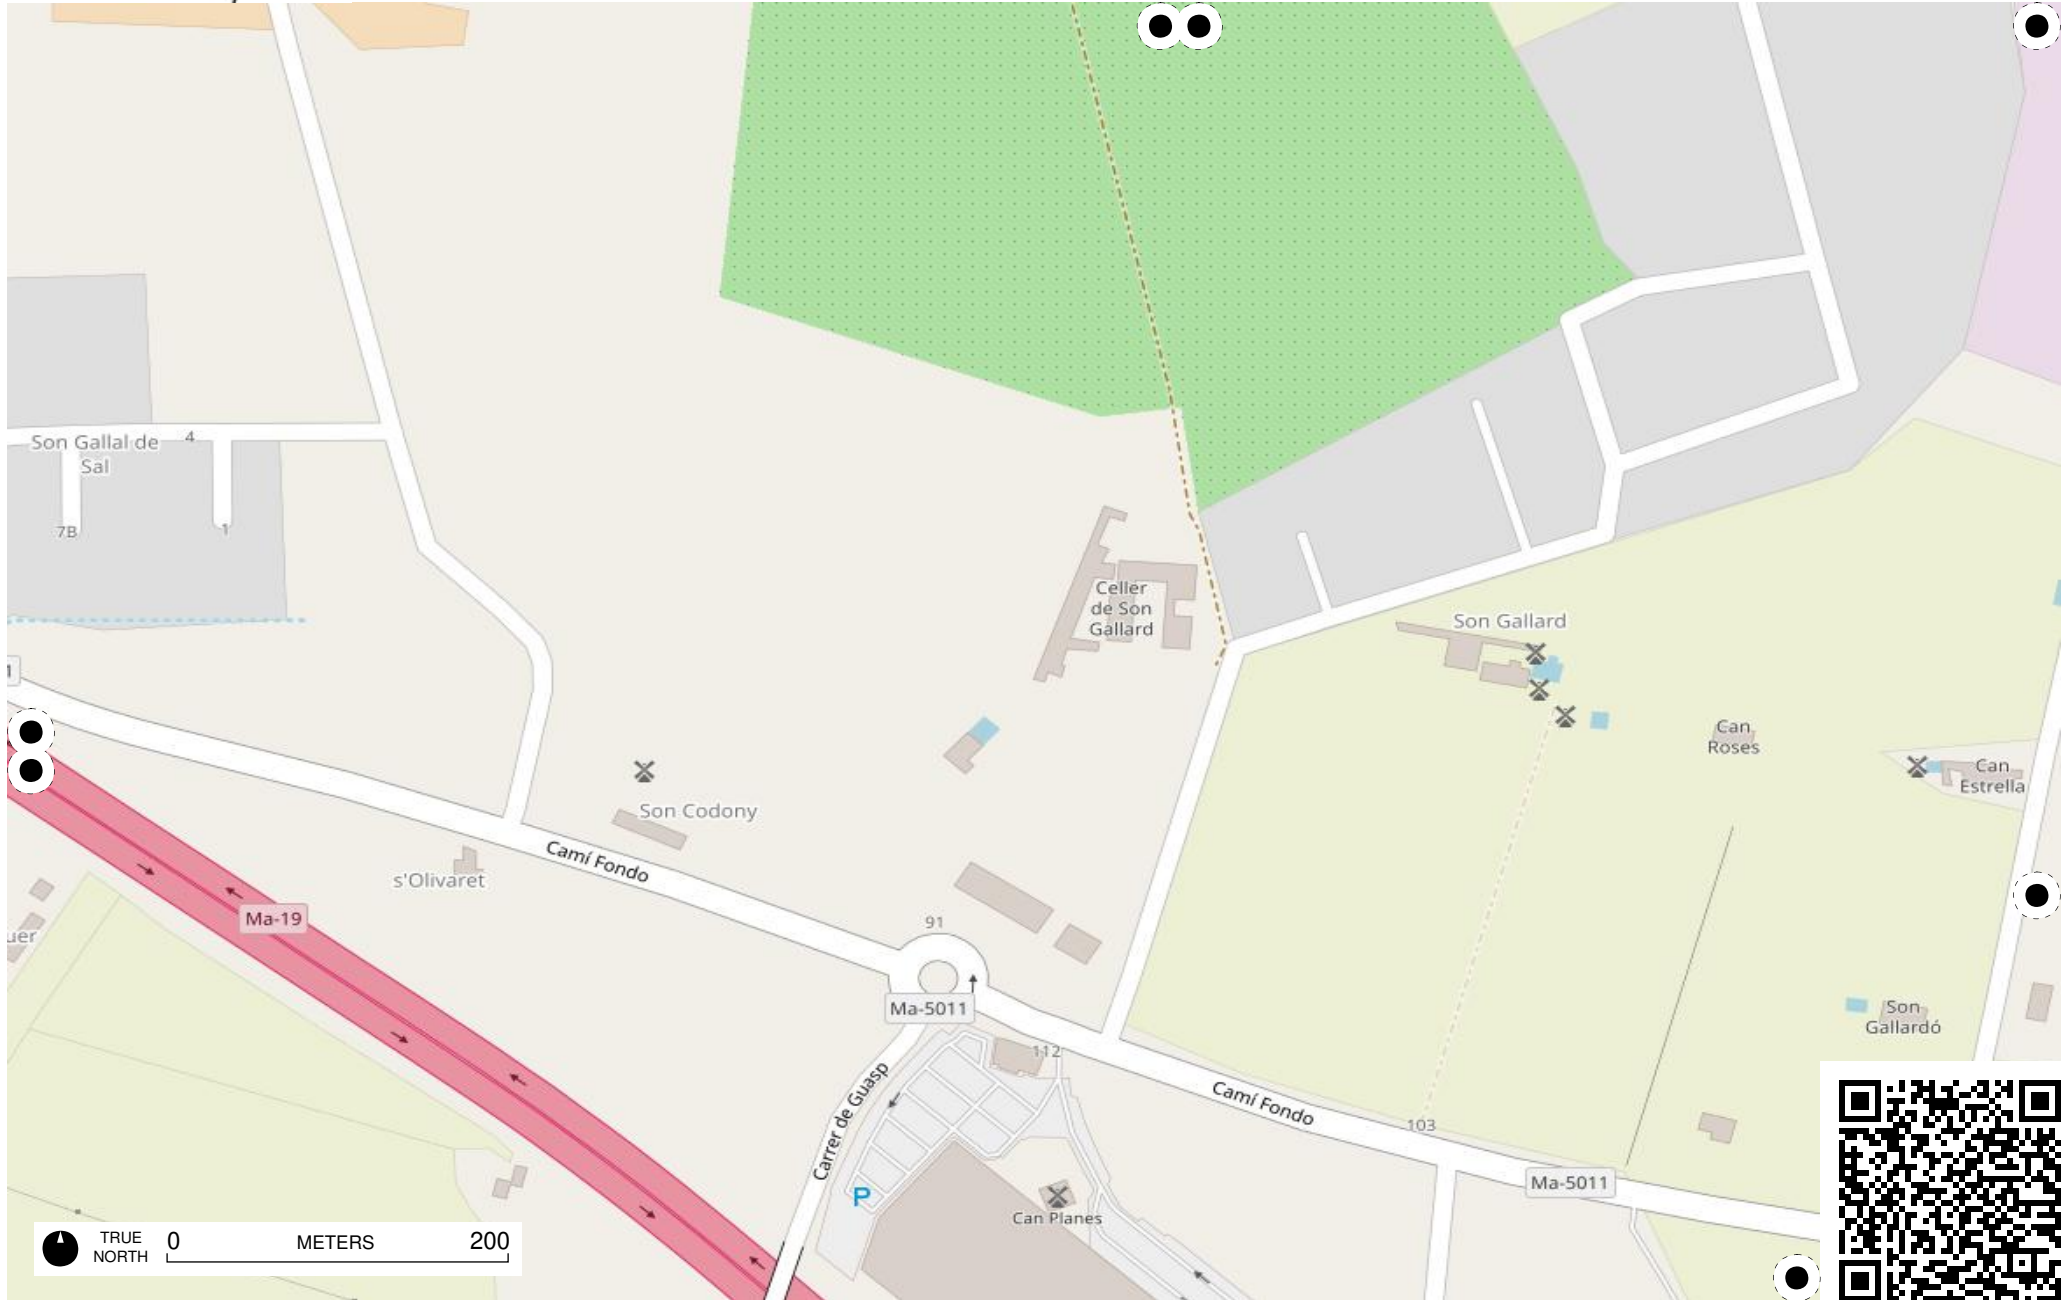 Son Gallal de
Sal
4
7B
1
1
Celler
de Son
Gallard
Son Gallard
Can
Roses
Can
Estrella
Son Codony
Camí Fondo
s'Olivaret
Ma-19
uer
91
Ma-5011
112
Son
Gallardó
Carrer de Guasp
Camí Fondo
103
Ma-5011
P
Can Planes
TRUE
NORTH
0 METERS 200